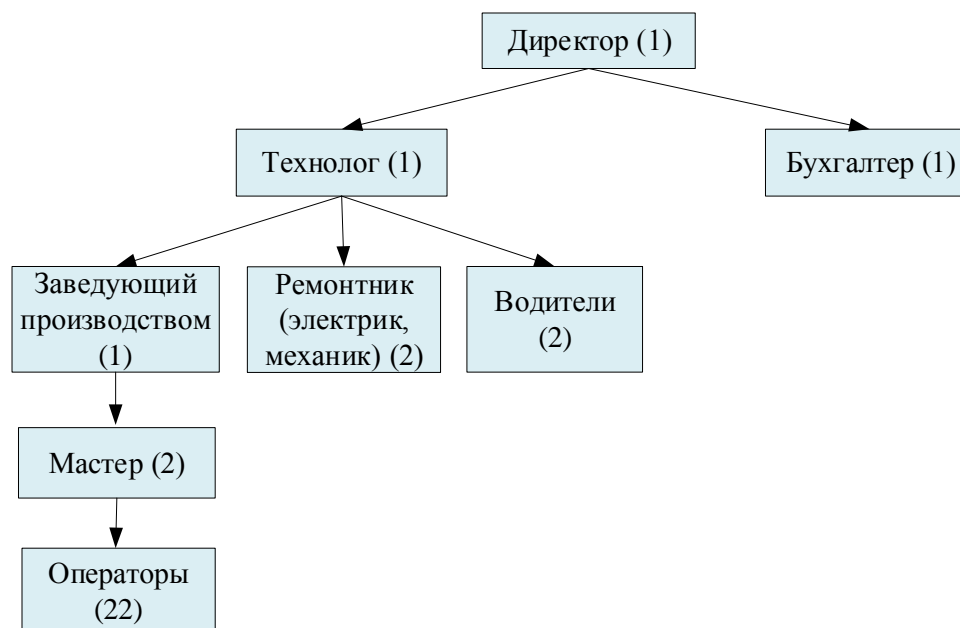 Директор (1)
Технолог (1)
Бухгалтер (1)
Заведующий
производством
(1)
Ремонтник
(электрик,
механик) (2)
Водители
(2)
Мастер (2)
Операторы
(22)